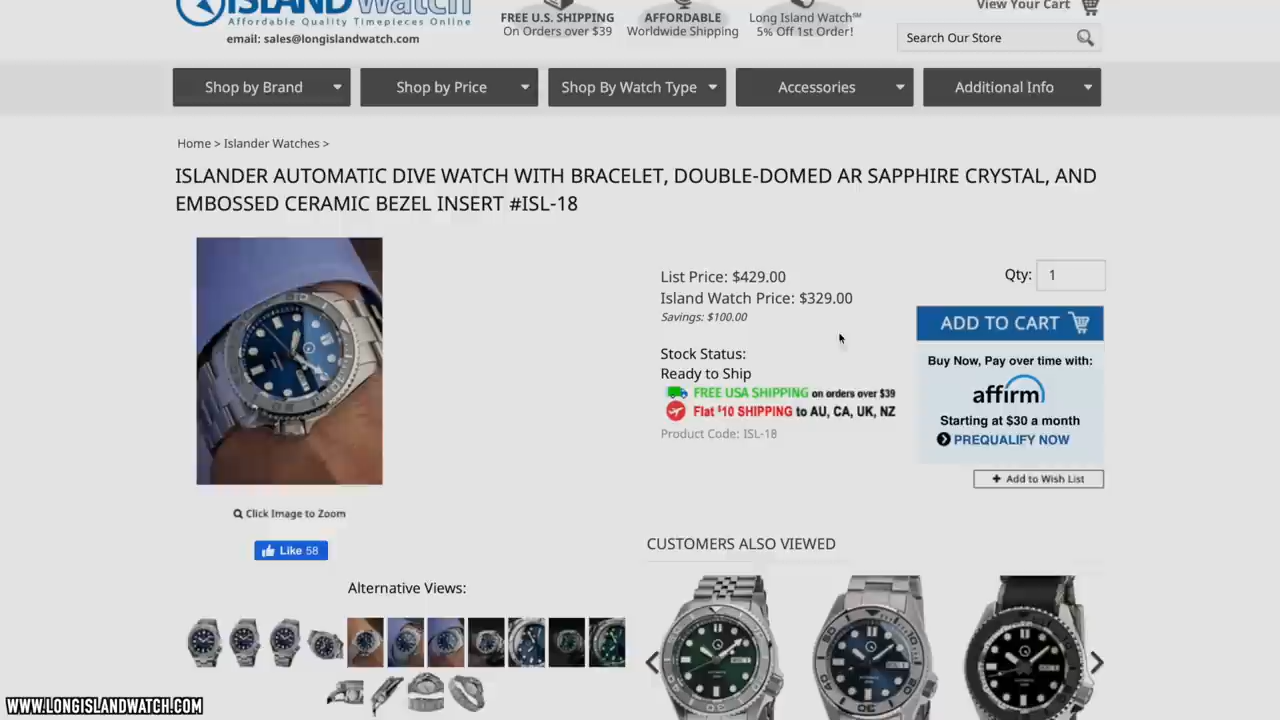 ISLAND Watch
Affordable Quality Timepieces Online
email: sales@longislandwatch.com
FREE U.S. SHIPPING
On Orders over $39
AFFORDABLE
Worldwide Shipping
Long Island Watch℠
5% Off 1st Order!
View Your Cart
Search Our Store
Shop by Brand
Shop by Price
Shop By Watch Type
Accessories
Additional Info
Home > Islander Watches >
ISLANDER AUTOMATIC DIVE WATCH WITH BRACELET, DOUBLE-DOMED AR SAPPHIRE CRYSTAL, AND
EMBOSSED CERAMIC BEZEL INSERT #ISL-18
List Price: $429.00
Island Watch Price: $329.00
Savings: $100.00
Stock Status:
Ready to Ship
FREE USA SHIPPING on orders over $39
Flat $10 SHIPPING to AU, CA, UK, NZ
Product Code: ISL-18
Qty: 1
ADD TO CART
Buy Now, Pay over time with:
affirm
Starting at $30 a month
PREQUALIFY NOW
+ Add to Wish List
Click Image to Zoom
Like 58
Alternative Views:
CUSTOMERS ALSO VIEWED
WWW.LONGISLANDWATCH.COM